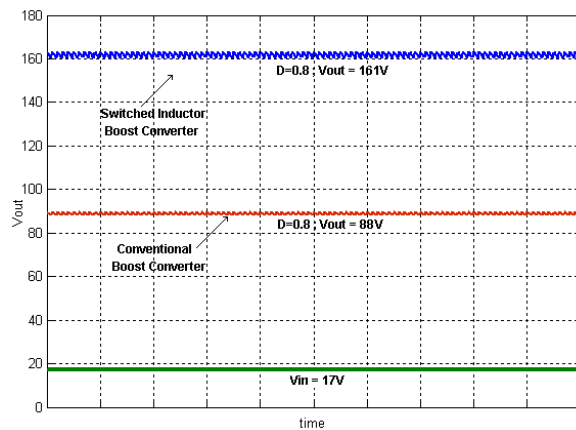 180
160
D=0.8 ; Vout = 161V
140
Switched Inductor
Boost Converter
120
100
Vout
80
D=0.8 ; Vout = 88V
Conventional
Boost Converter
60
40
20
Vin = 17V
0
time